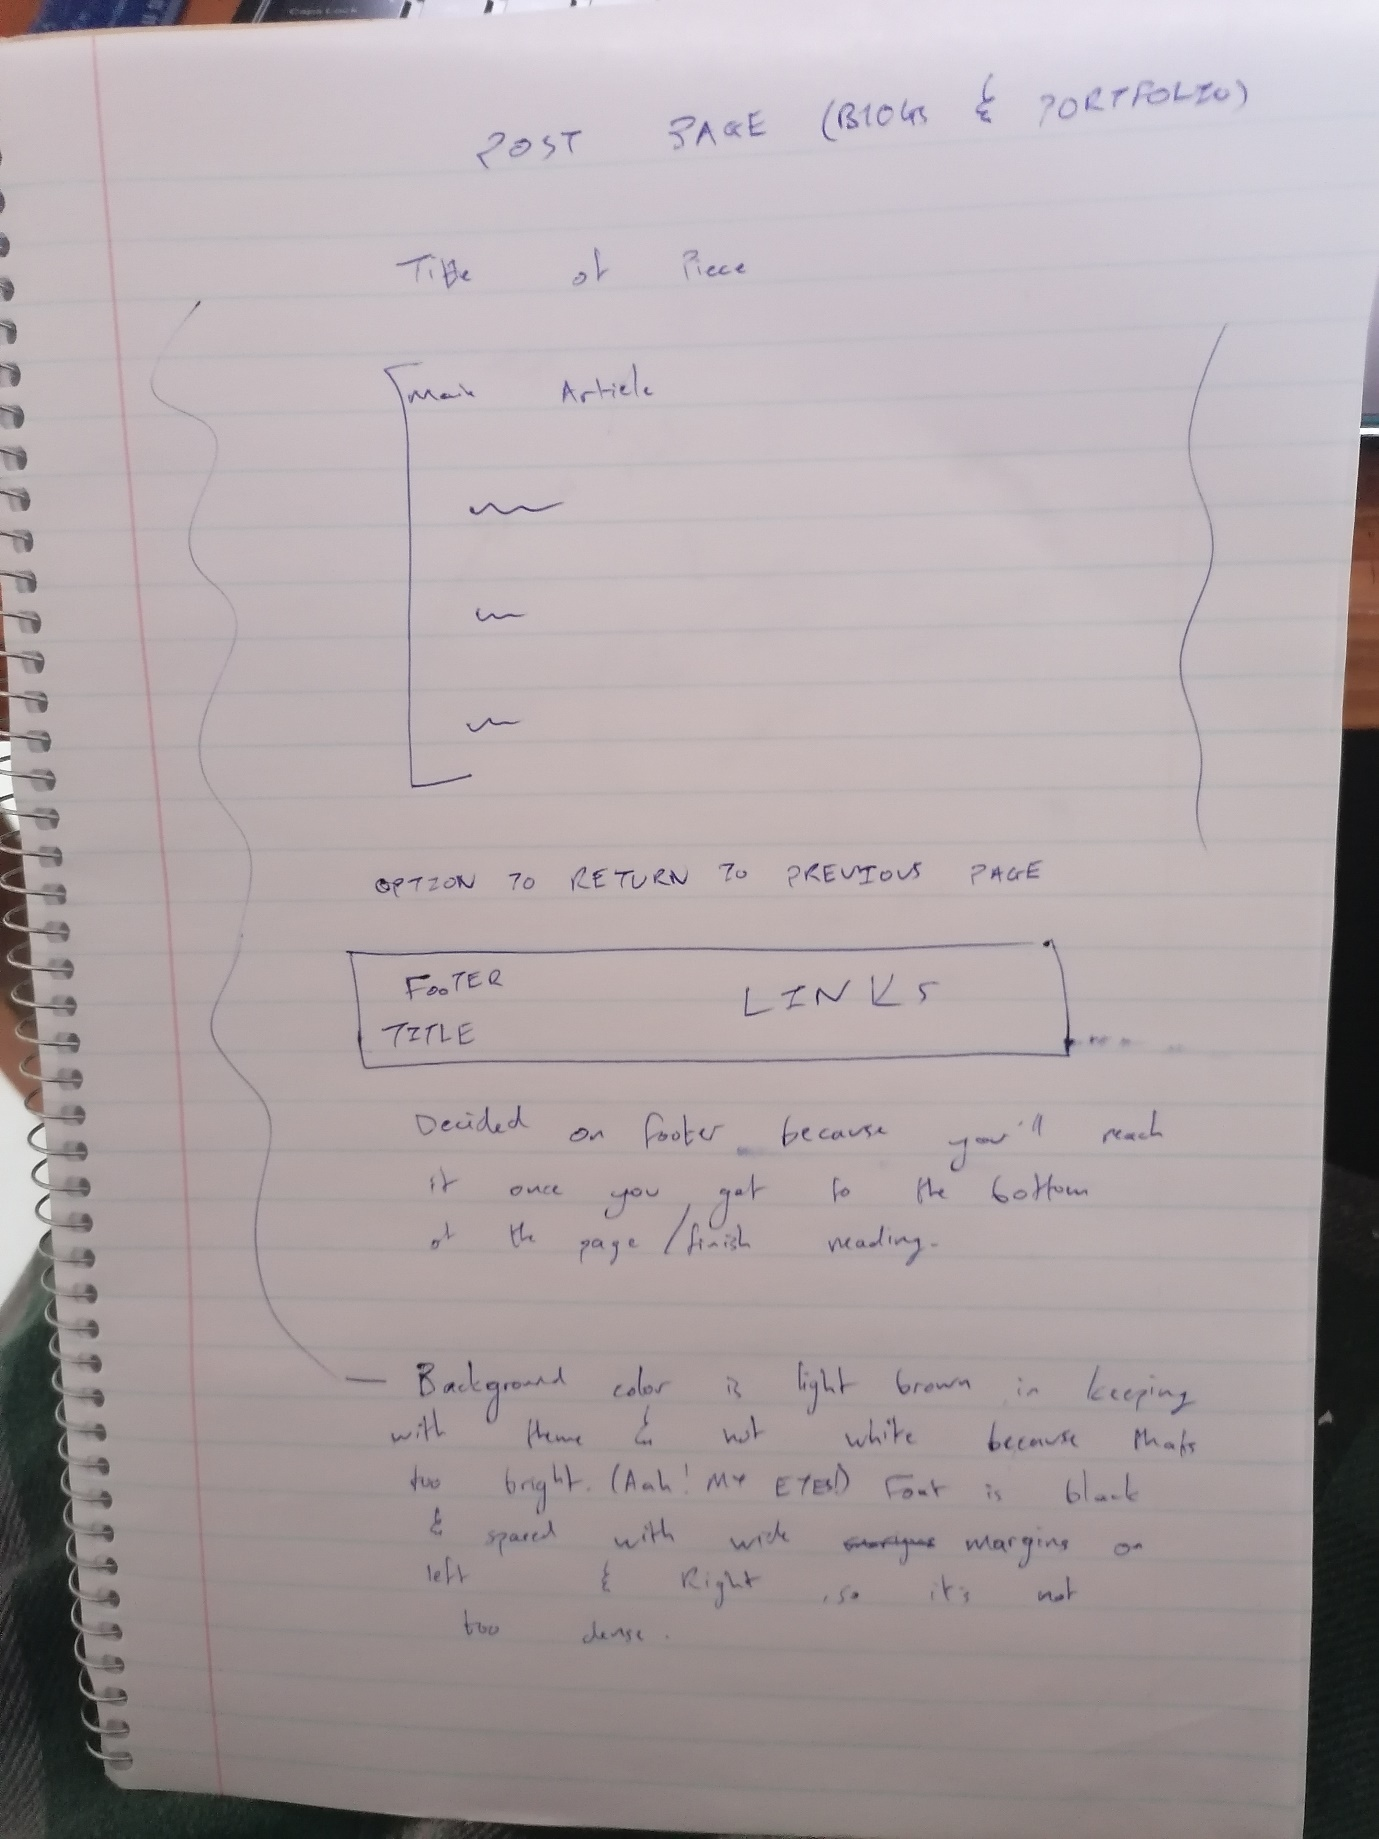 POST PAGE (BLOGS & PORTFOLIO)
Title of Piece
Main Article
OPTION TO RETURN TO PREVIOUS PAGE
FOOTER LINKS
TITLE
Decided on footer because you'll reach
it once you get to the bottom
of the page/finish reading.
— Background color is light brown in keeping
with theme & not white because thats
too bright. (Aah! MY EYES!) Font is black
& spaced with wide margins on
left & Right, so it's not
too dense.
Caps Lock